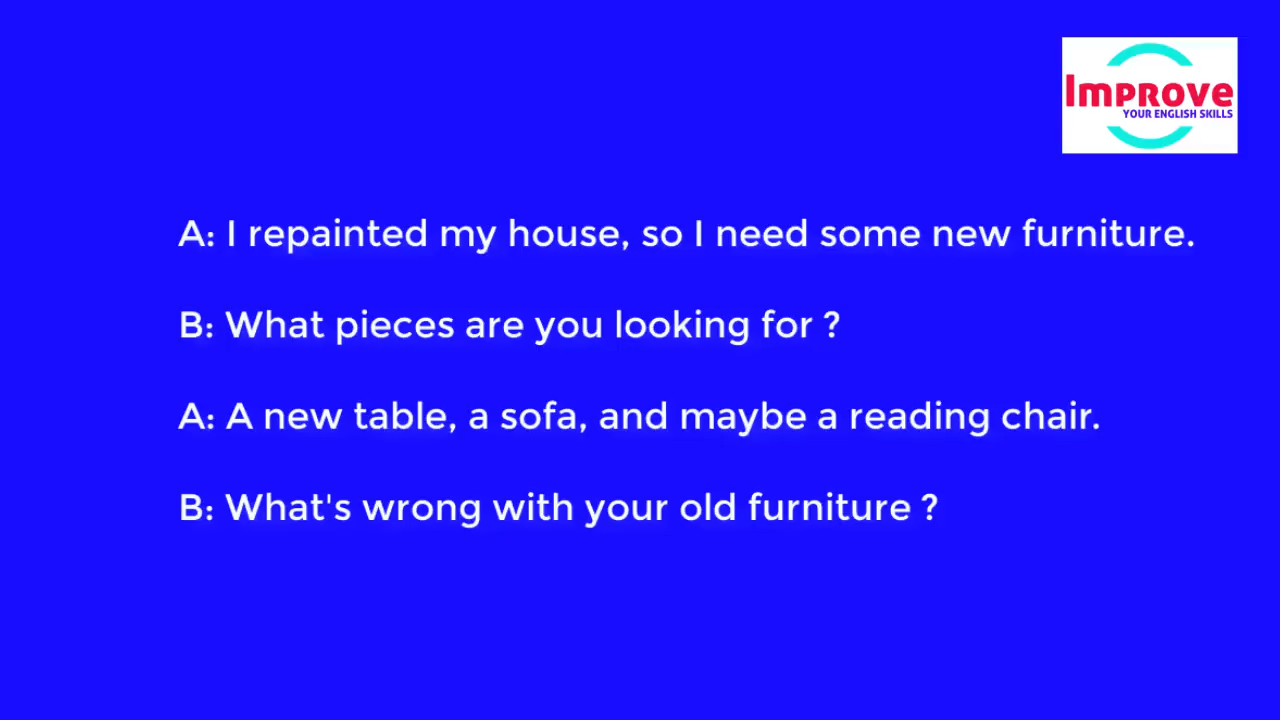 Improve
YOUR ENGLISH SKILLS
A: I repainted my house, so I need some new furniture.
B: What pieces are you looking for ?
A: A new table, a sofa, and maybe a reading chair.
B: What's wrong with your old furniture ?